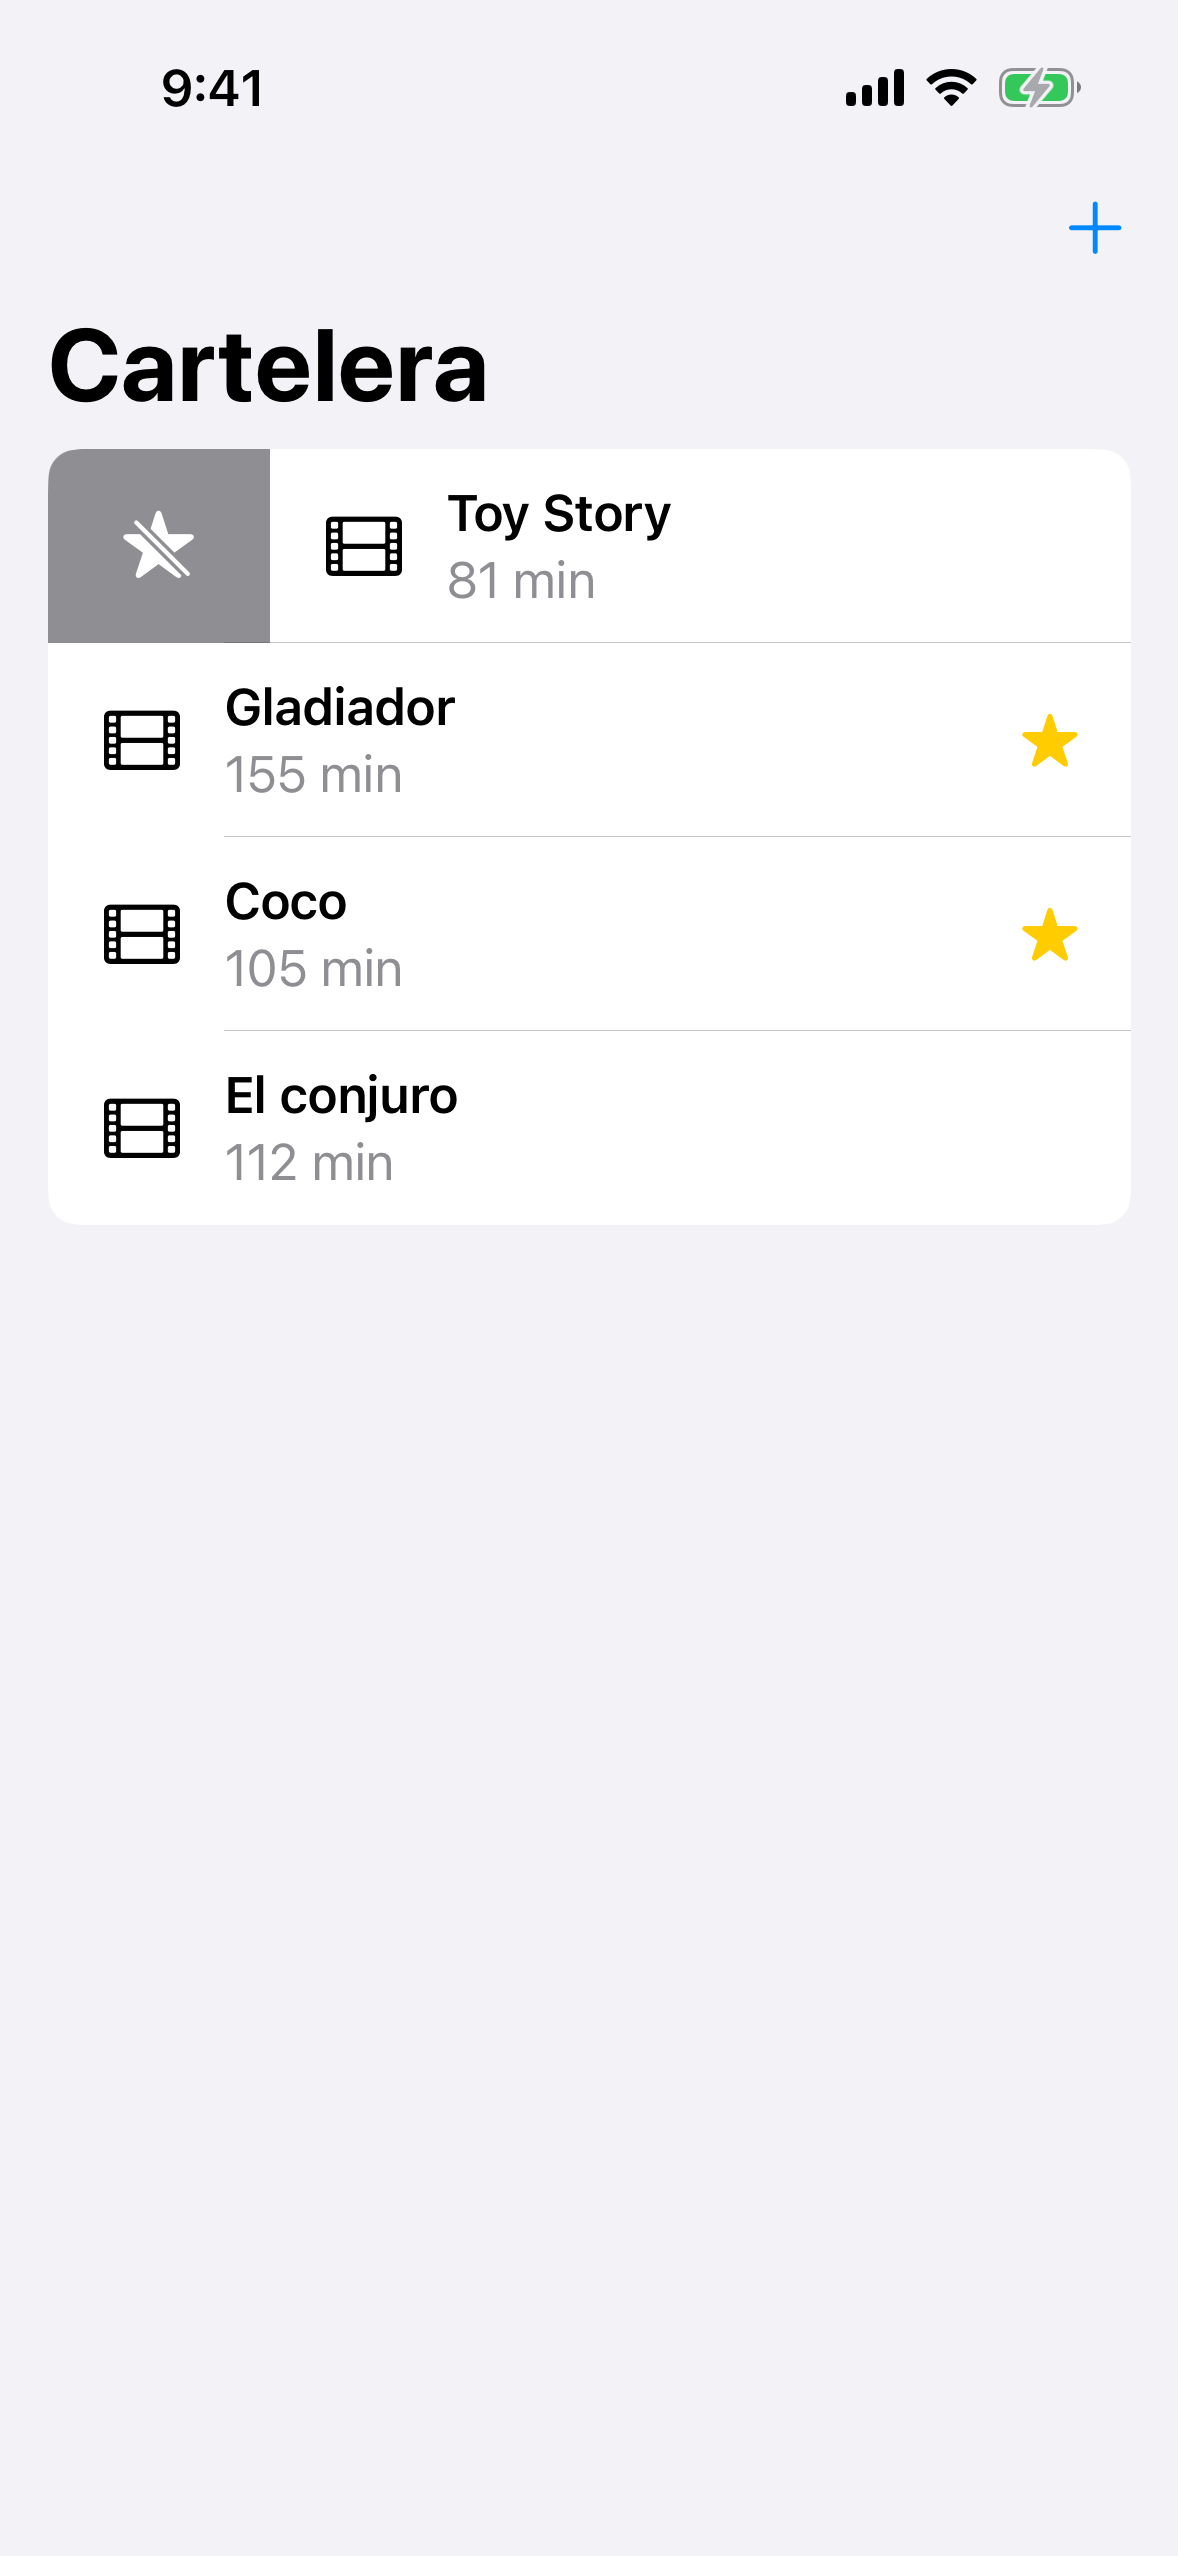 9:41
Cartelera
Toy Story
81 min
Gladiador
155 min
Coco
105 min
El conjuro
112 min